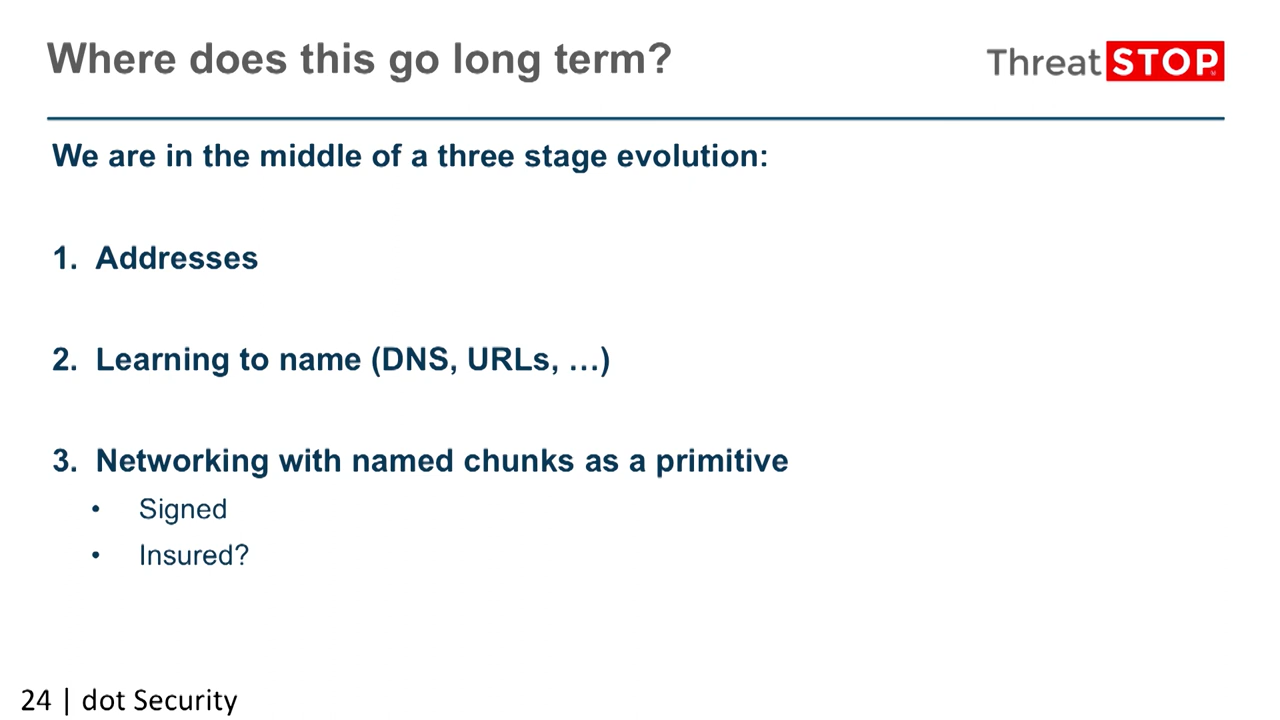 Where does this go long term?
ThreatSTOP
We are in the middle of a three stage evolution:
1. Addresses
2. Learning to name (DNS, URLs, …)
3. Networking with named chunks as a primitive
• Signed
• Insured?
24 | dot Security